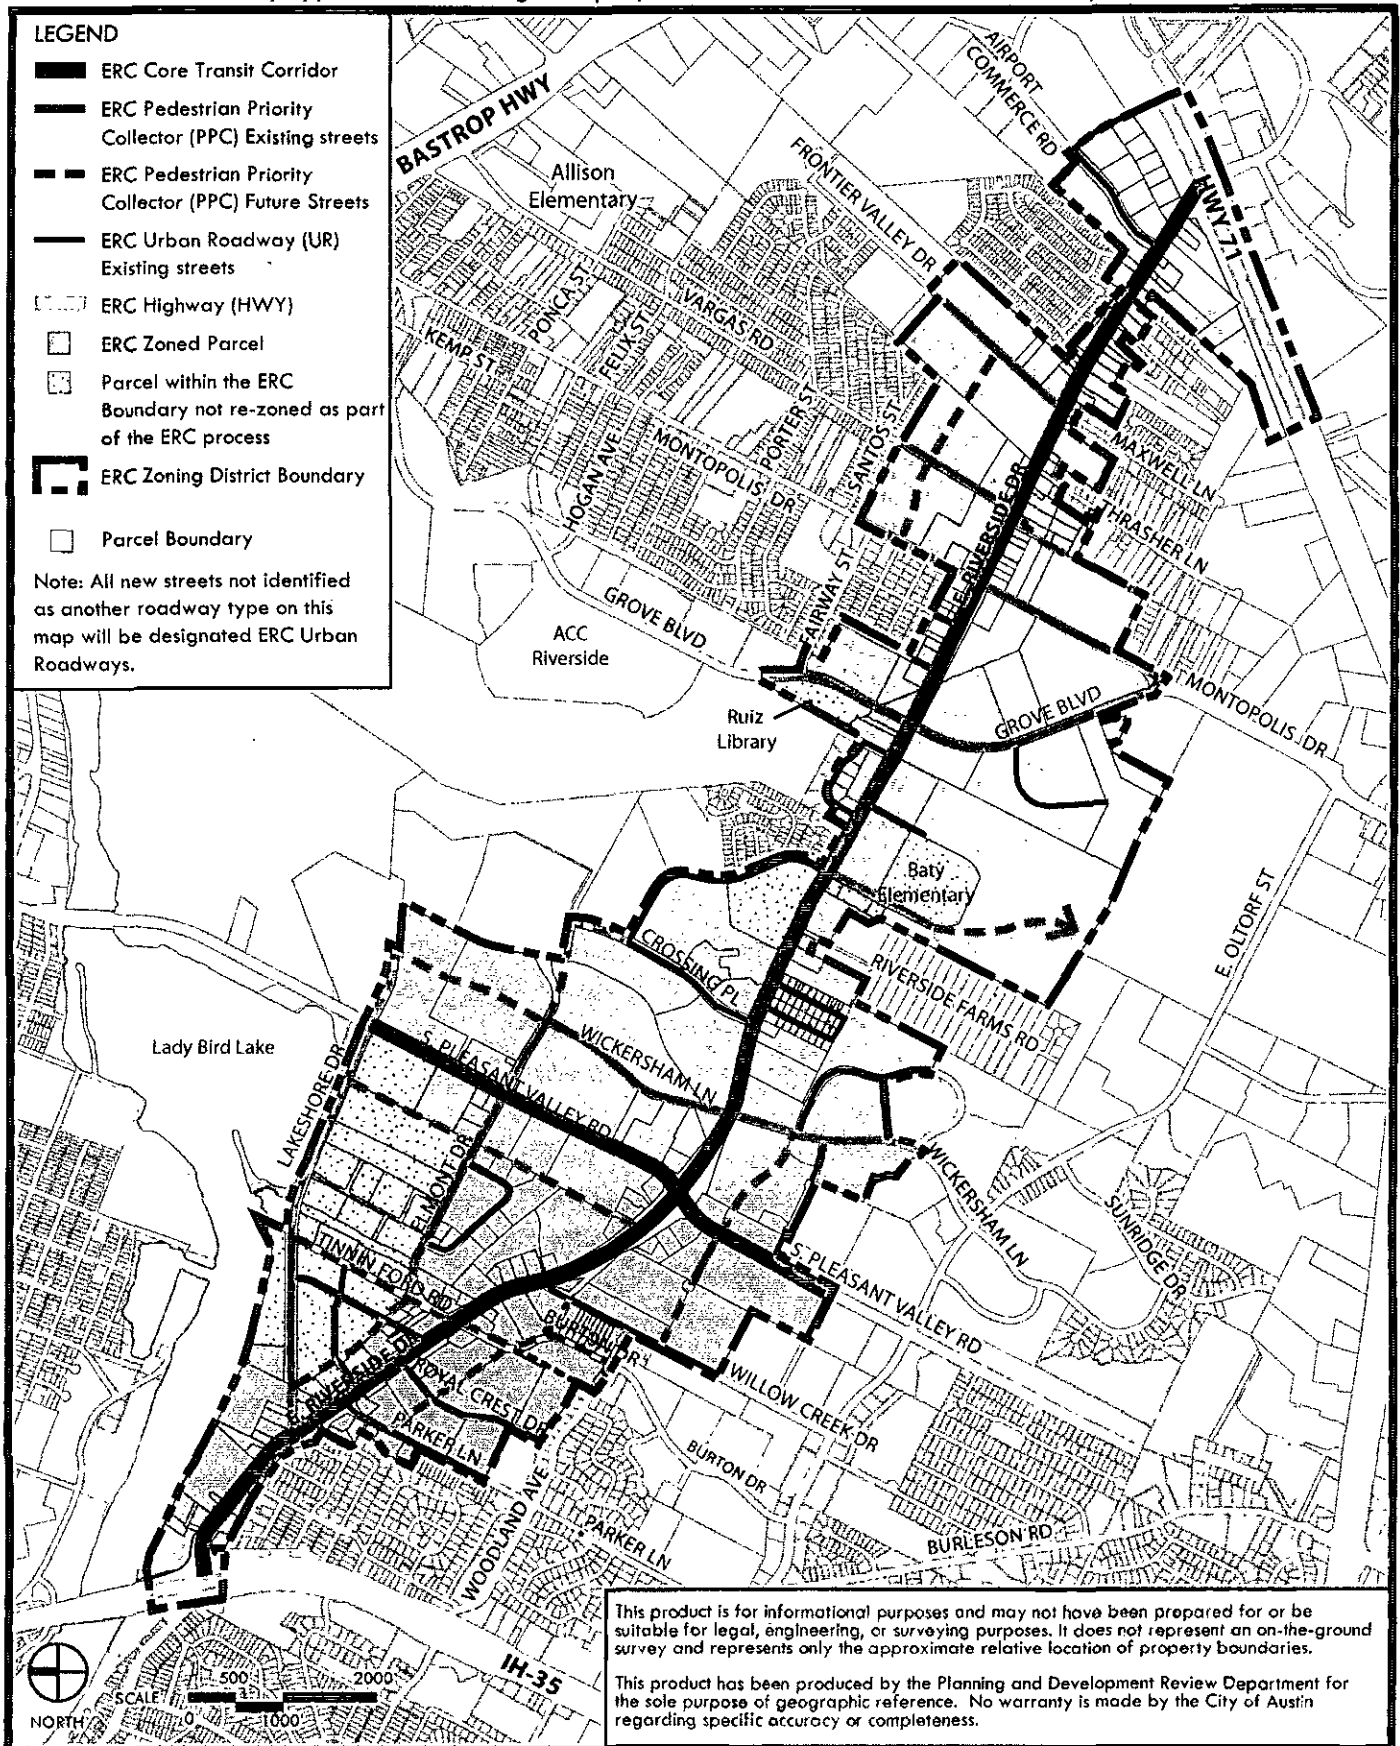 LEGEND
ERC Core Transit Corridor
ERC Pedestrian Priority
Collector (PPC) Existing streets
ERC Pedestrian Priority
Collector (PPC) Future Streets
ERC Urban Roadway (UR)
Existing streets
ERC Highway (HWY)
ERC Zoned Parcel
Parcel within the ERC
Boundary not re-zoned as part
of the ERC process
ERC Zoning District Boundary
Parcel Boundary
Note: All new streets not identified
as another roadway type on this
map will be designated ERC Urban
Roadways.
AIRPORT
COMMERCE RD
BASTROP HWY
Allison
Elementary
FRONTIER VALLEY DR
HWY 71
PONCA ST
FELIX ST
VARGAS RD
KEMP ST
PORTER ST
SANTOS ST
MAXWELL LN
HOGAN AVE
MONTOPOLIS DR
E. RIVERSIDE DR
THRASHER LN
AIRWAY ST
GROVE BLVD
ACC
Riverside
Ruiz
Library
GROVE BLVD
MONTOPOLIS DR
Baty
Elementary
E. OLTORF ST
CROSSING PL
RIVERSIDE FARMS RD
Lady Bird Lake
LAKESHORE DR
S. PLEASANT VALLEY RD
WICKERSHAM LN
ELMONT DR
WICKERSHAM LN
SUNRIDGE DR
TINNIN FORD RD
S. PLEASANT VALLEY RD
BURTON DR
E. RIVERSIDE DR
ROYAL CREST DR
WILLOW CREEK DR
PARKER LN
BURTON DR
WOODLAND AVE
PARKER LN
BURLESON RD
IH-35
NORTH
SCALE
500
2000
0
1000
This product is for informational purposes and may not have been prepared for or be
suitable for legal, engineering, or surveying purposes. It does not represent an on-the-ground
survey and represents only the approximate relative location of property boundaries.
This product has been produced by the Planning and Development Review Department for
the sole purpose of geographic reference. No warranty is made by the City of Austin
regarding specific accuracy or completeness.